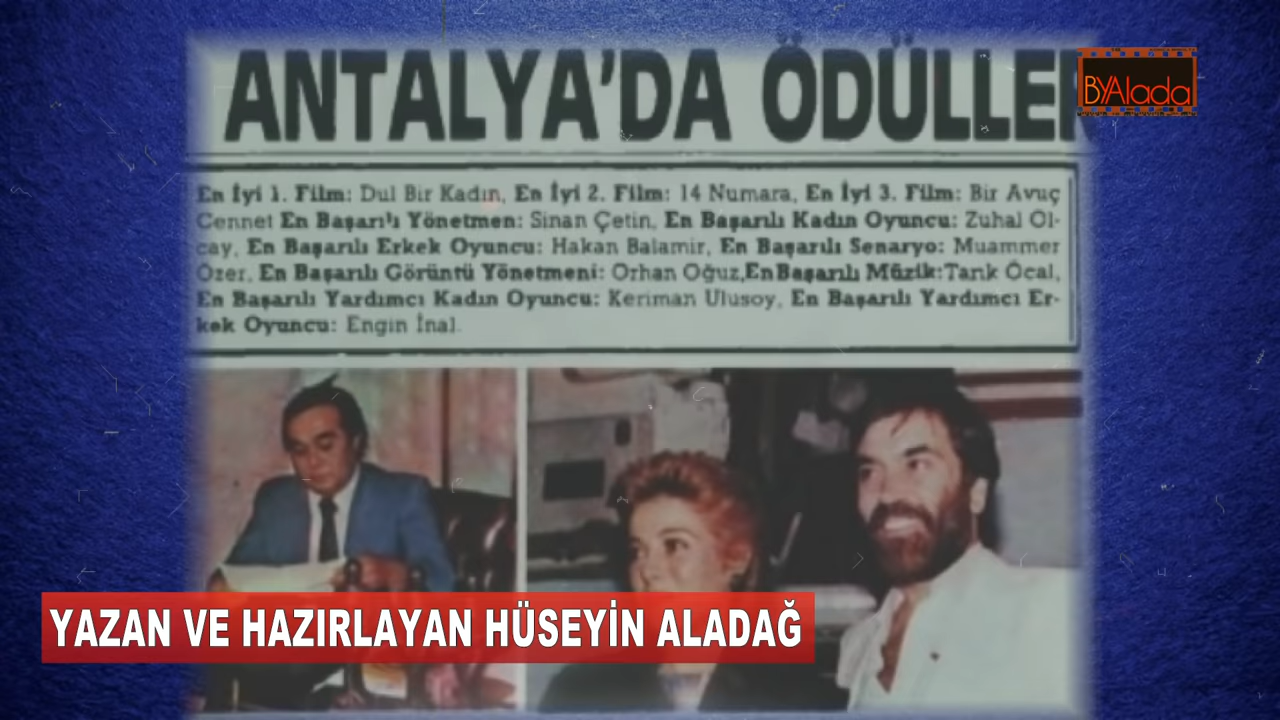 ANTALYA'DA ÖDÜLLER
BYAlada
En İyi 1. Film: Dul Bir Kadın, En İyi 2. Film: 14 Numara, En İyi 3. Film: Bir Avuç
Cennet En Başarılı Yönetmen: Sinan Çetin, En Başarılı Kadın Oyuncu: Zuhal Ol-
cay, En Başarılı Erkek Oyuncu: Hakan Balamir, En Başarılı Senaryo: Muammer
Özer, En Başarılı Görüntü Yönetmeni: Orhan Oğuz,En Başarılı Müzik:Tarık Öcal,
En Başarılı Yardımcı Kadın Oyuncu: Keriman Ulusoy, En Başarılı Yardımcı Er-
kek Oyuncu: Engin İnal.
YAZAN VE HAZIRLAYAN HÜSEYİN ALADAĞ